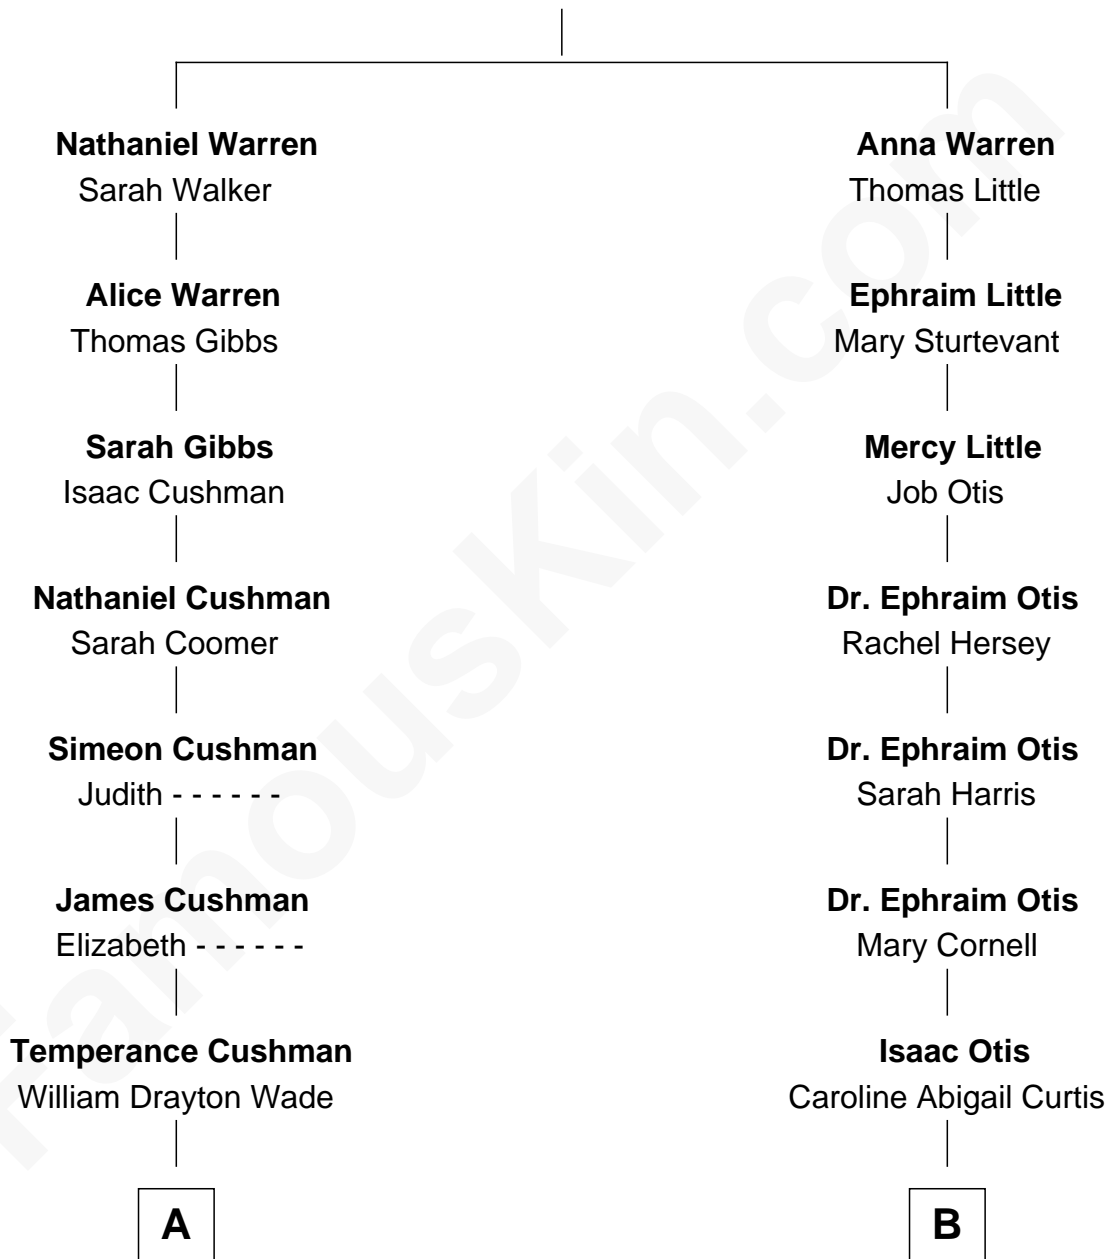 Nathaniel Warren
Sarah Walker
Anna Warren
Thomas Little
Alice Warren
Thomas Gibbs
Ephraim Little
Mary Sturtevant
Sarah Gibbs
Isaac Cushman
Mercy Little
Job Otis
Nathaniel Cushman
Sarah Coomer
Dr. Ephraim Otis
Rachel Hersey
Simeon Cushman
Judith - - - - - -
Dr. Ephraim Otis
Sarah Harris
James Cushman
Elizabeth - - - - - -
Dr. Ephraim Otis
Mary Cornell
Temperance Cushman
William Drayton Wade
Isaac Otis
Caroline Abigail Curtis
A
B
FamousKin.com